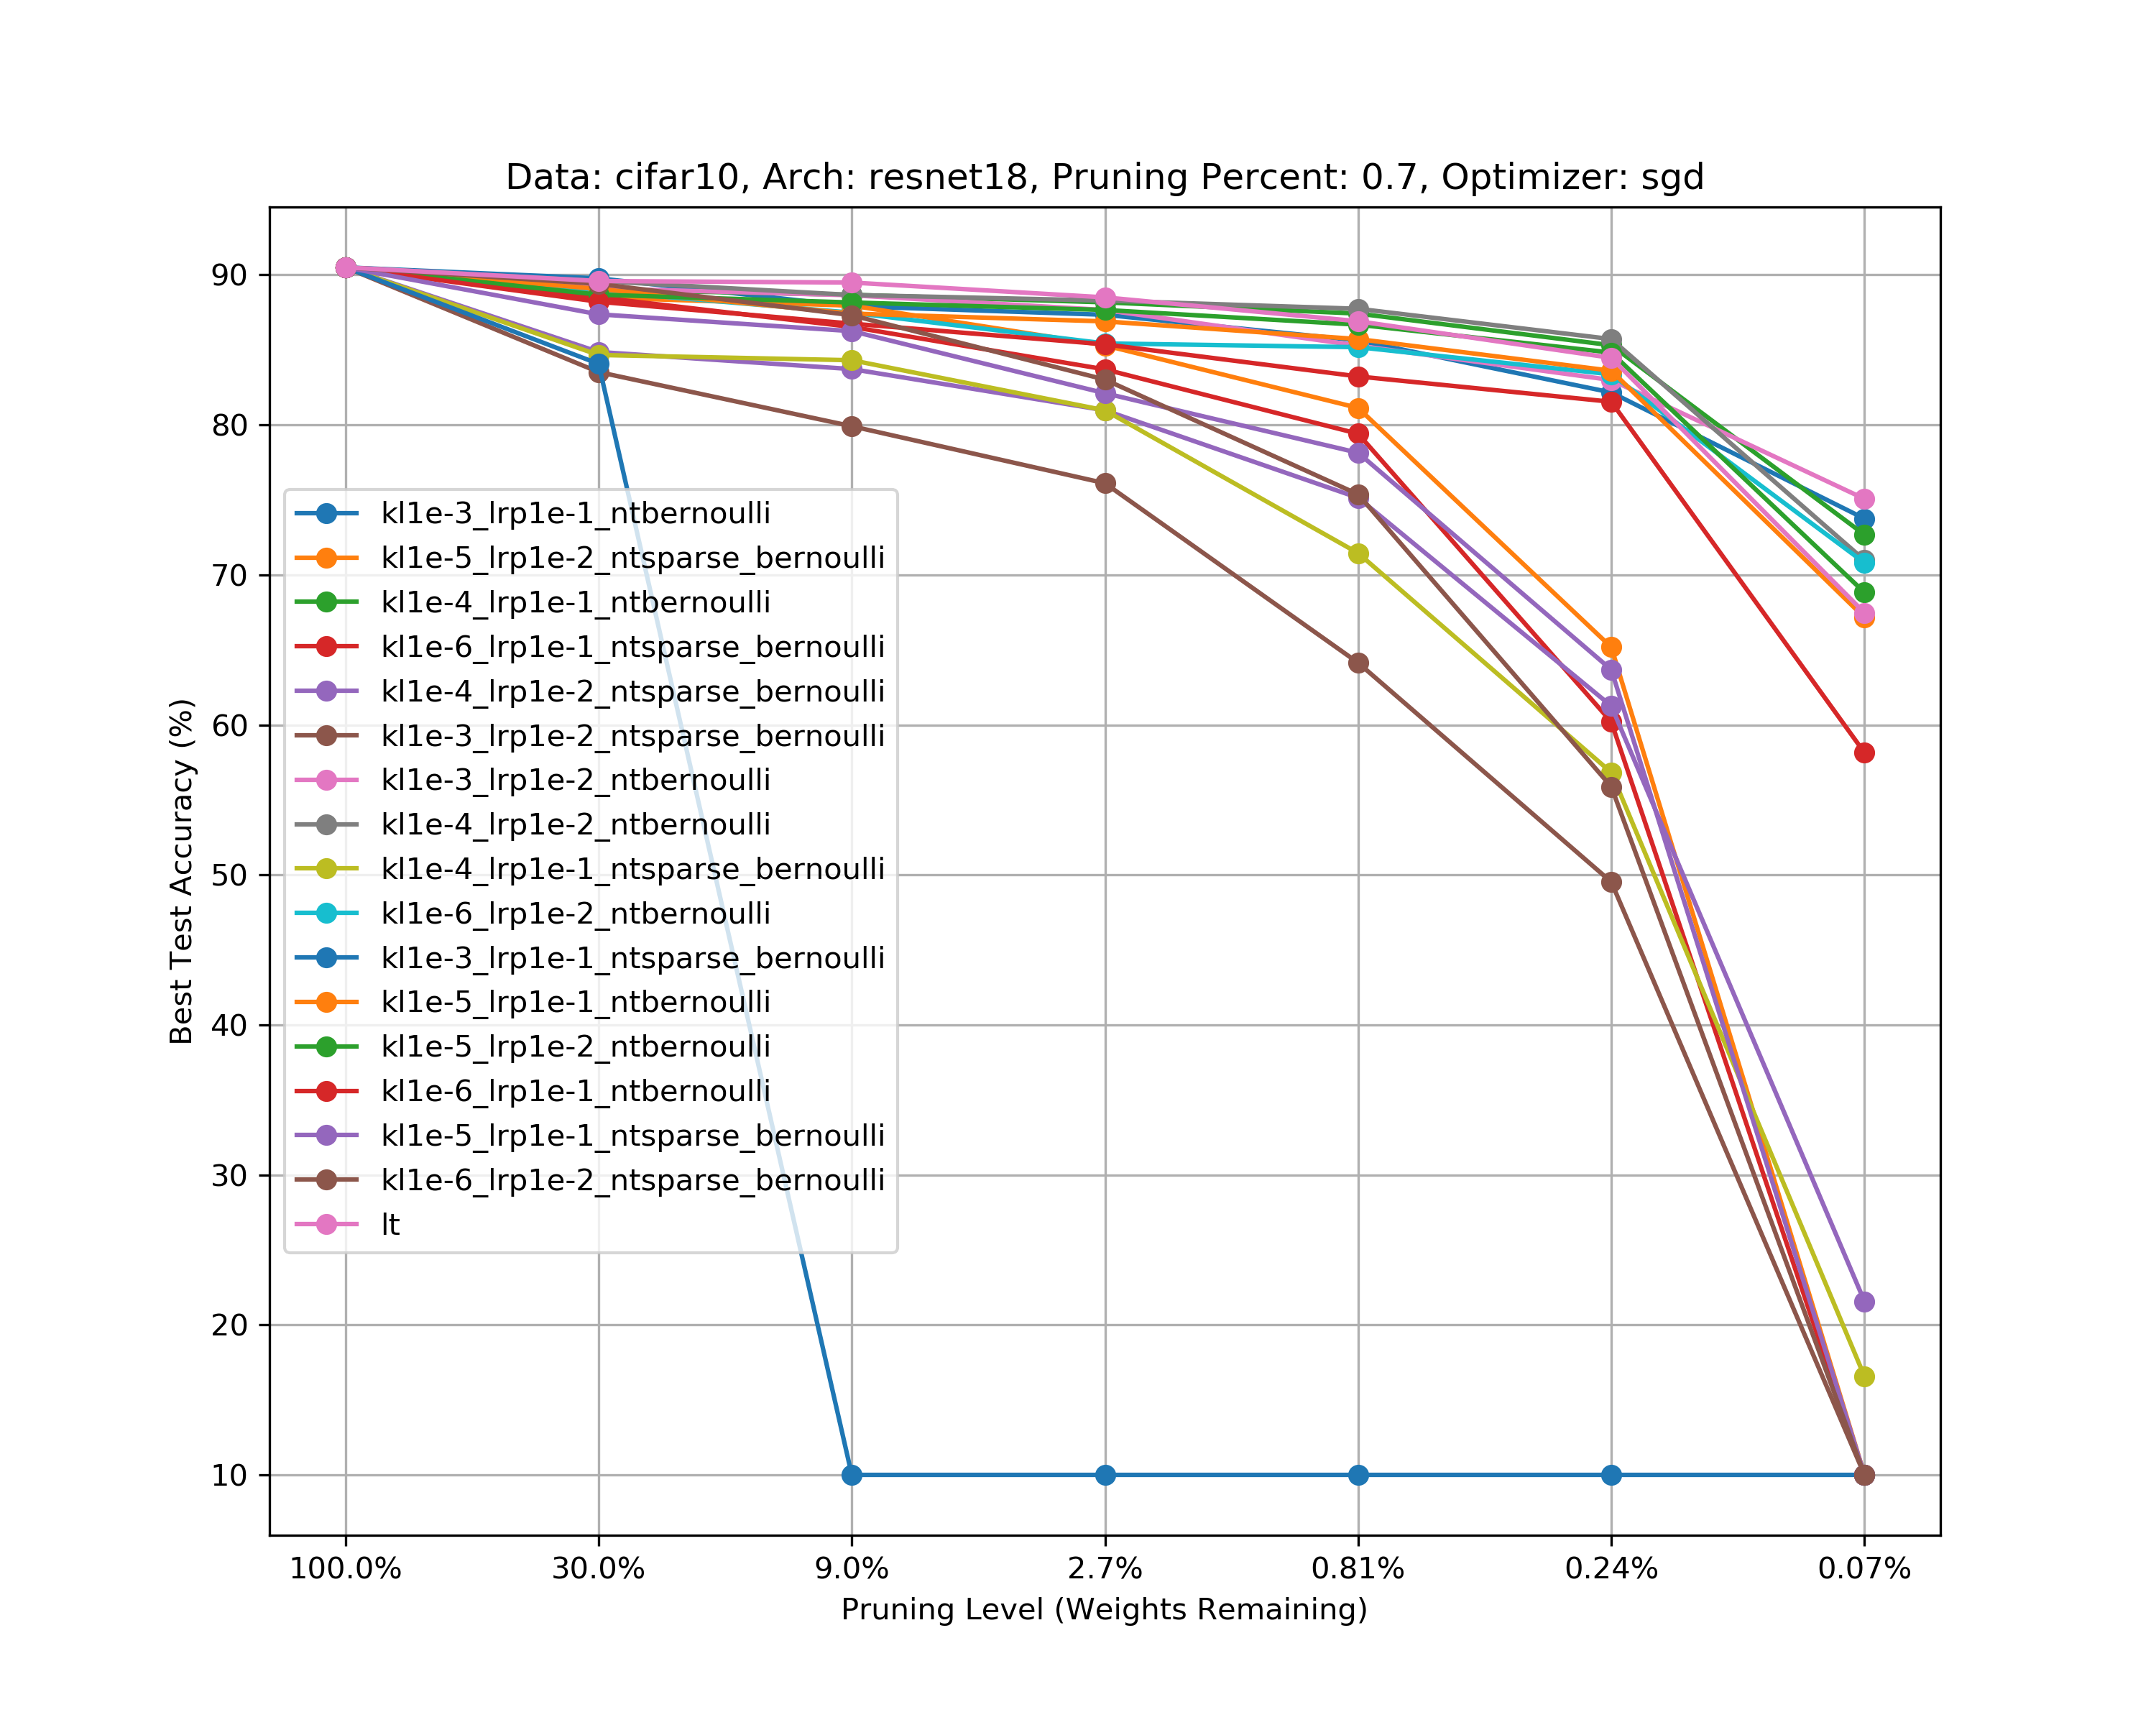 Data: cifar10, Arch: resnet18, Pruning Percent: 0.7, Optimizer: sgd
Best Test Accuracy (%)
90
80
70
60
50
40
30
20
10
kl1e-3_lrp1e-1_ntbernoulli
kl1e-5_lrp1e-2_ntsparse_bernoulli
kl1e-4_lrp1e-1_ntbernoulli
kl1e-6_lrp1e-1_ntsparse_bernoulli
kl1e-4_lrp1e-2_ntsparse_bernoulli
kl1e-3_lrp1e-2_ntsparse_bernoulli
kl1e-3_lrp1e-2_ntbernoulli
kl1e-4_lrp1e-2_ntbernoulli
kl1e-4_lrp1e-1_ntsparse_bernoulli
kl1e-6_lrp1e-2_ntbernoulli
kl1e-3_lrp1e-1_ntsparse_bernoulli
kl1e-5_lrp1e-1_ntbernoulli
kl1e-5_lrp1e-2_ntbernoulli
kl1e-6_lrp1e-1_ntbernoulli
kl1e-5_lrp1e-1_ntsparse_bernoulli
kl1e-6_lrp1e-2_ntsparse_bernoulli
lt
100.0% 30.0% 9.0% 2.7% 0.81% 0.24% 0.07%
Pruning Level (Weights Remaining)